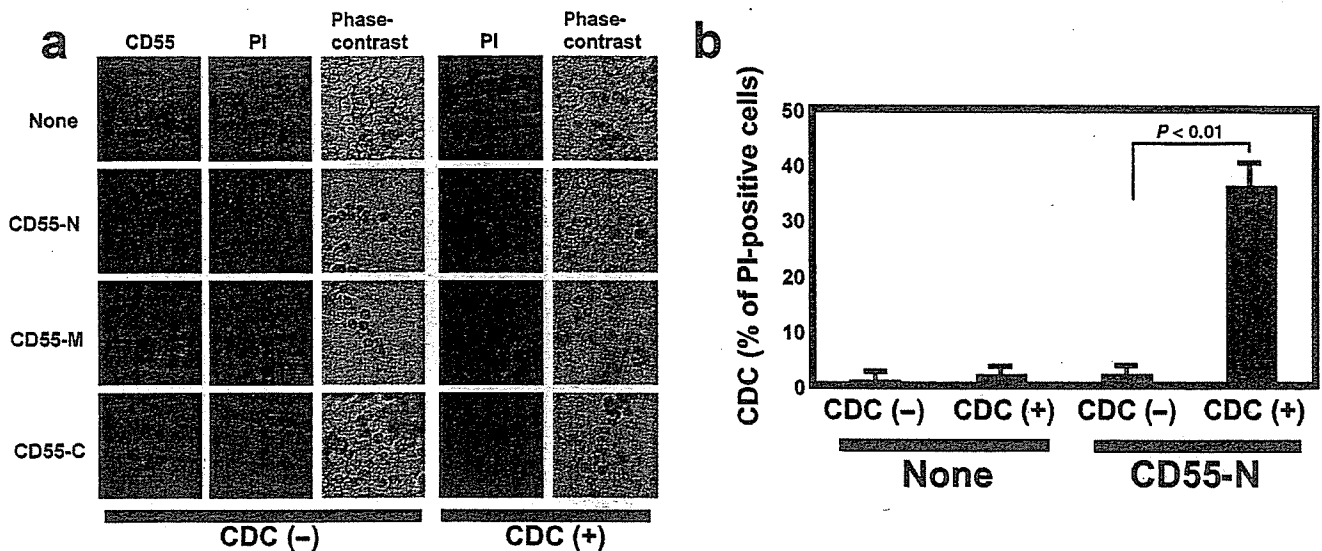 a
CD55 PI Phase-
contrast PI Phase-
contrast
None
CD55-N
CD55-M
CD55-C
CDC (–) CDC (+)
b
CDC (% of PI-positive cells)
50
40
30
20
10
0
P < 0.01
CDC (–) CDC (+) CDC (–) CDC (+)
None CD55-N